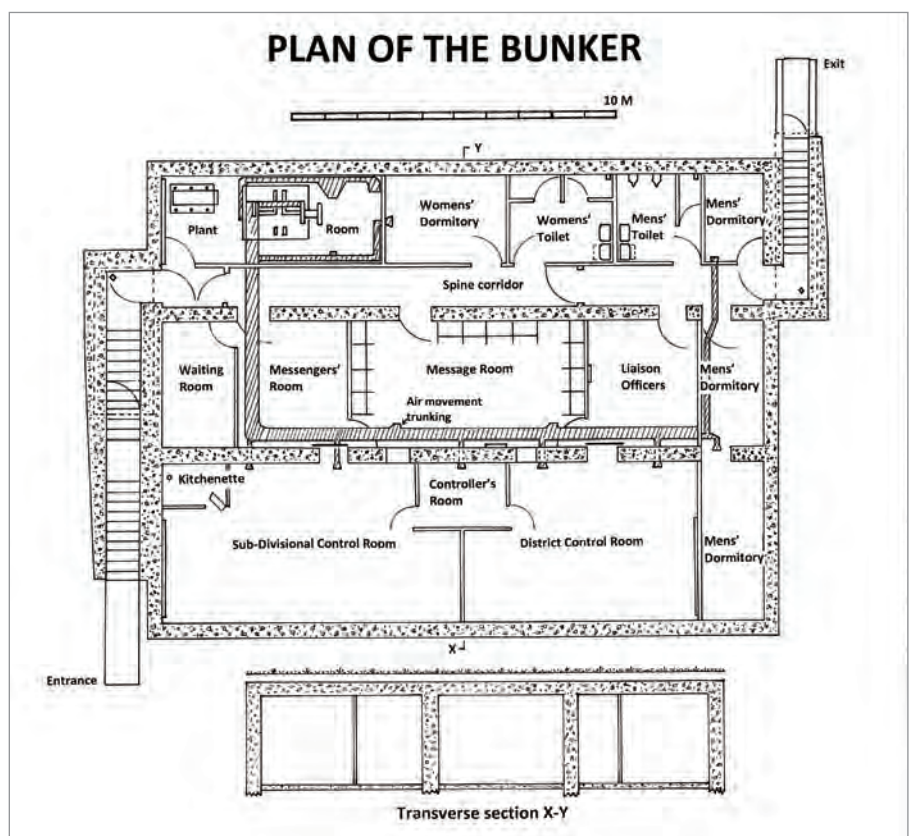 PLAN OF THE BUNKER
Exit
10 M
Y
Plant
Room
Womens'
Dormitory
Womens'
Toilet
Mens'
Toilet
Mens'
Dormitory
Spine corridor
Waiting
Room
Messengers'
Room
Message Room
Liaison
Officers
Mens'
Dormitory
Air movement
trunking
Kitchenette
Controller's
Room
Sub-Divisional Control Room
District Control Room
Mens'
Dormitory
X
Entrance
Transverse section X-Y